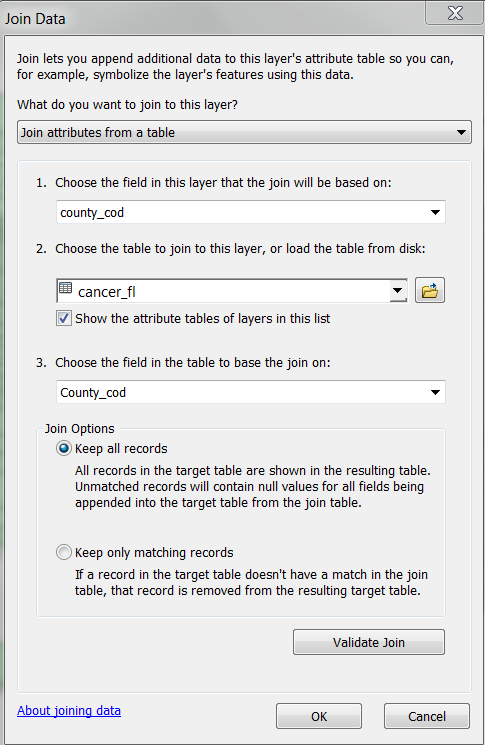 Join Data
Join lets you append additional data to this layer's attribute table so you can,
for example, symbolize the layer's features using this data.
What do you want to join to this layer?
Join attributes from a table
1. Choose the field in this layer that the join will be based on:
county_cod
2. Choose the table to join to this layer, or load the table from disk:
cancer_fl
Show the attribute tables of layers in this list
3. Choose the field in the table to base the join on:
County_cod
Join Options
Keep all records
All records in the target table are shown in the resulting table.
Unmatched records will contain null values for all fields being
appended into the target table from the join table.
Keep only matching records
If a record in the target table doesn't have a match in the join
table, that record is removed from the resulting target table.
Validate Join
About joining data
OK
Cancel